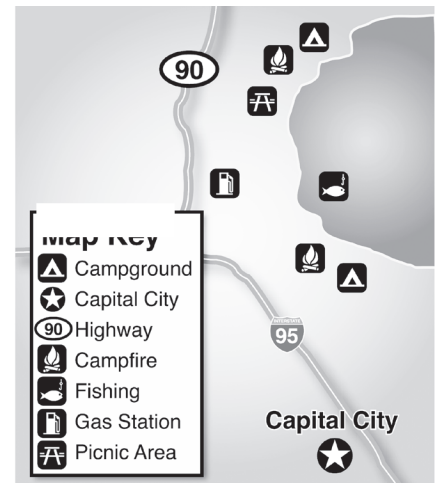 90
Map Key
Campground
Capital City
90 Highway
Campfire
Fishing
Gas Station
Picnic Area
95
Capital City